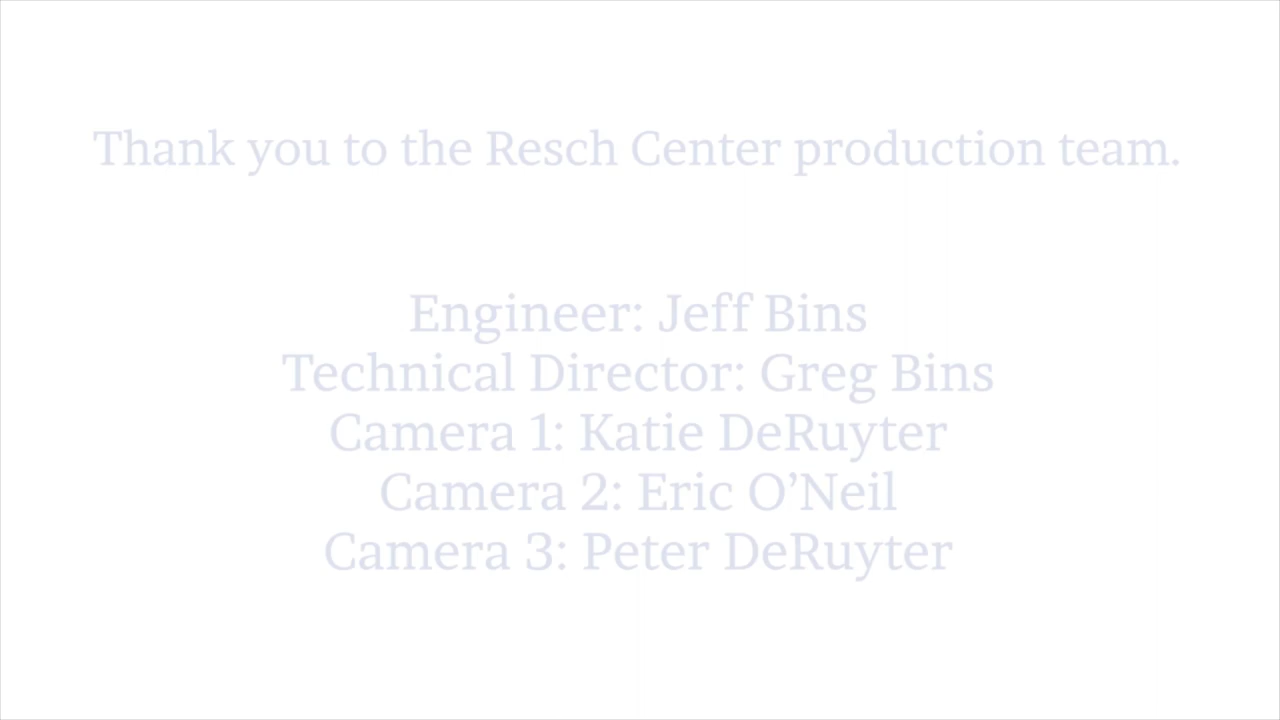 Thank you to the Resch Center production team.
Engineer: Jeff Bins
Technical Director: Greg Bins
Camera 1: Katie DeRuyter
Camera 2: Eric O’Neil
Camera 3: Peter DeRuyter